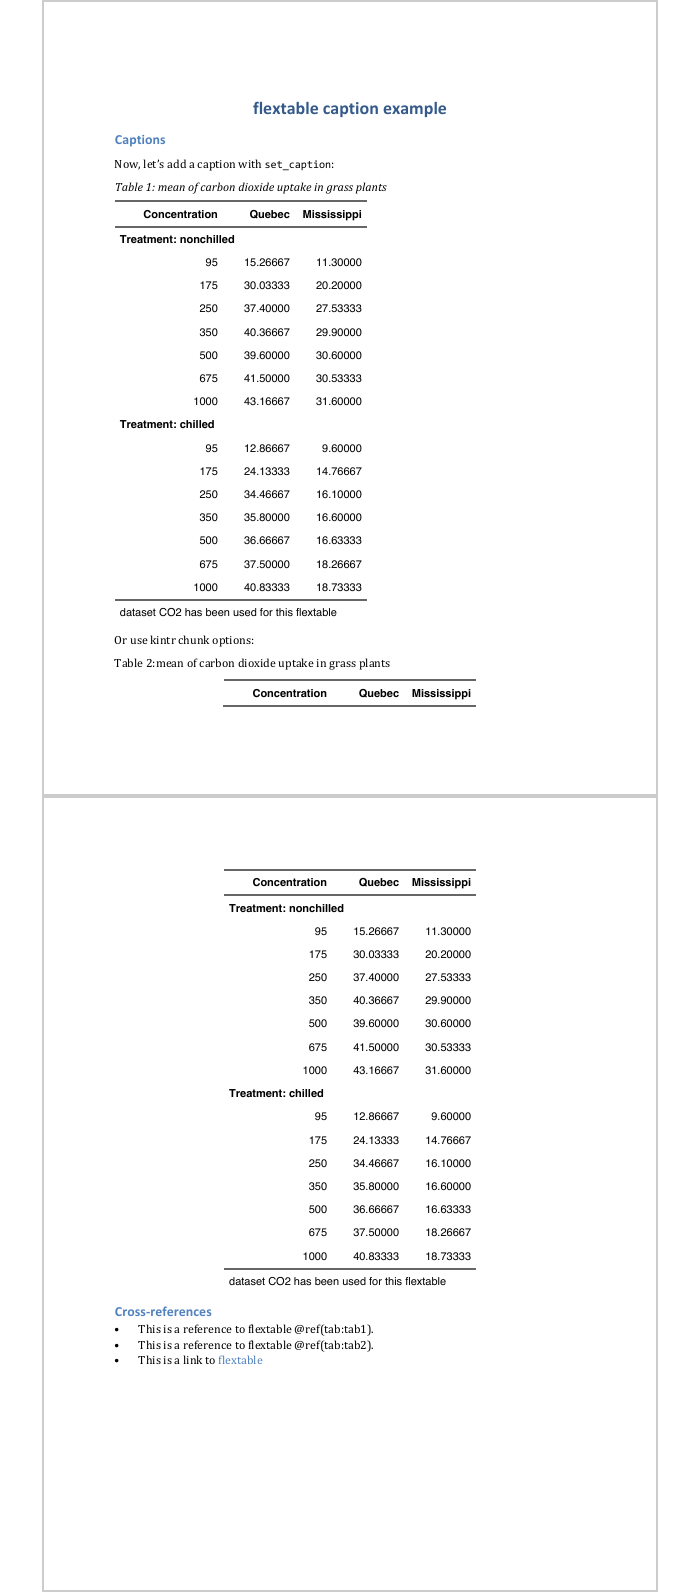 flextable caption example
Captions
Now, let's add a caption with set_caption:
Table 1: mean of carbon dioxide uptake in grass plants
Concentration Quebec Mississippi
Treatment: nonchilled
95 15.26667 11.30000
175 30.03333 20.20000
250 37.40000 27.53333
350 40.36667 29.90000
500 39.60000 30.60000
675 41.50000 30.53333
1000 43.16667 31.60000
Treatment: chilled
95 12.86667 9.60000
175 24.13333 14.76667
250 34.46667 16.10000
350 35.80000 16.60000
500 36.66667 16.63333
675 37.50000 18.26667
1000 40.83333 18.73333
dataset CO2 has been used for this flextable
Or use kintr chunk options:
Table 2:mean of carbon dioxide uptake in grass plants
Concentration Quebec Mississippi
Concentration Quebec Mississippi
Treatment: nonchilled
95 15.26667 11.30000
175 30.03333 20.20000
250 37.40000 27.53333
350 40.36667 29.90000
500 39.60000 30.60000
675 41.50000 30.53333
1000 43.16667 31.60000
Treatment: chilled
95 12.86667 9.60000
175 24.13333 14.76667
250 34.46667 16.10000
350 35.80000 16.60000
500 36.66667 16.63333
675 37.50000 18.26667
1000 40.83333 18.73333
dataset CO2 has been used for this flextable
Cross-references
• This is a reference to flextable @ref(tab:tab1).
• This is a reference to flextable @ref(tab:tab2).
• This is a link to flextable